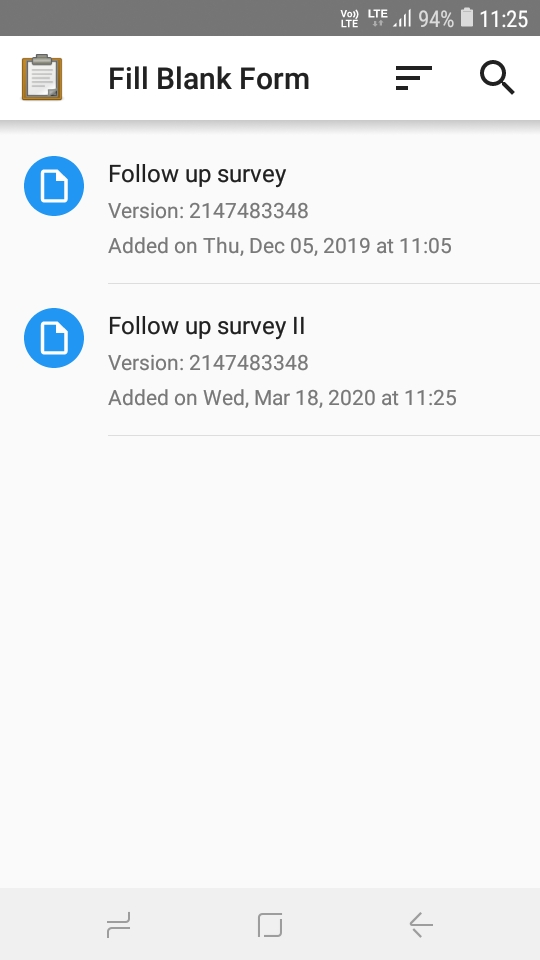 Vo)) LTE LTE 94% 11:25
Fill Blank Form
Follow up survey
Version: 2147483348
Added on Thu, Dec 05, 2019 at 11:05
Follow up survey II
Version: 2147483348
Added on Wed, Mar 18, 2020 at 11:25